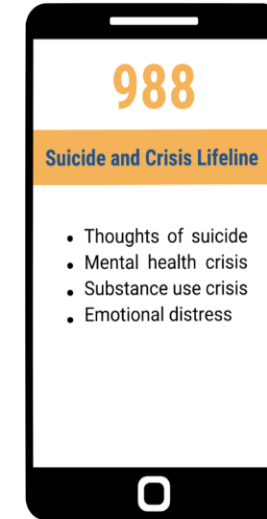 988
Suicide and Crisis Lifeline
• Thoughts of suicide
• Mental health crisis
• Substance use crisis
• Emotional distress